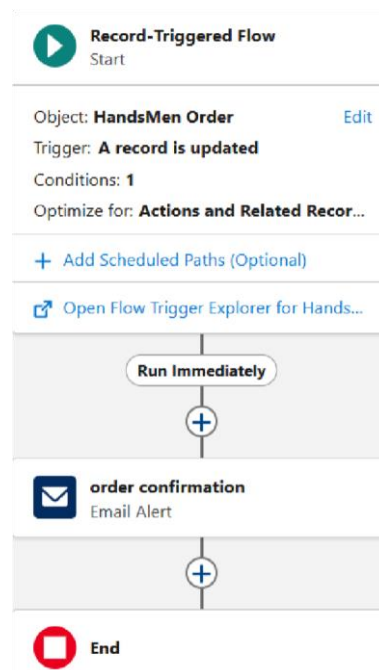 Record-Triggered Flow
Start
Object: HandsMen Order Edit
Trigger: A record is updated
Conditions: 1
Optimize for: Actions and Related Recor...
+ Add Scheduled Paths (Optional)
Open Flow Trigger Explorer for Hands...
Run Immediately
order confirmation
Email Alert
End